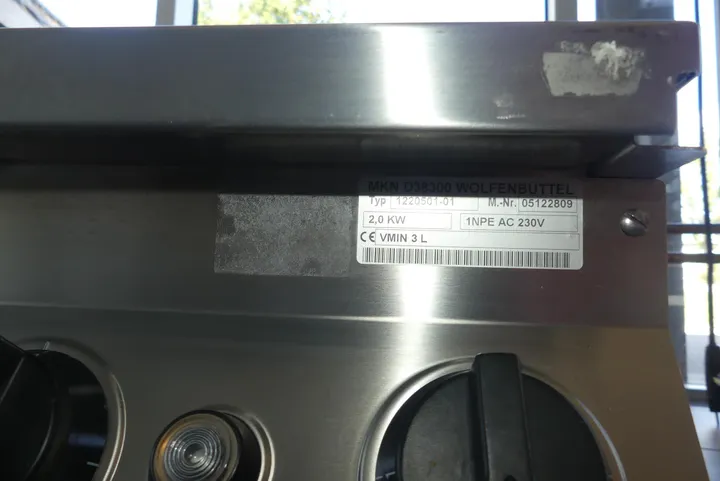 MKN D38300 WOLFENBÜTTEL
Typ 1220501-01 M.-Nr. 05122809
2,0 KW 1NPE AC 230V
CE VMIN 3 L